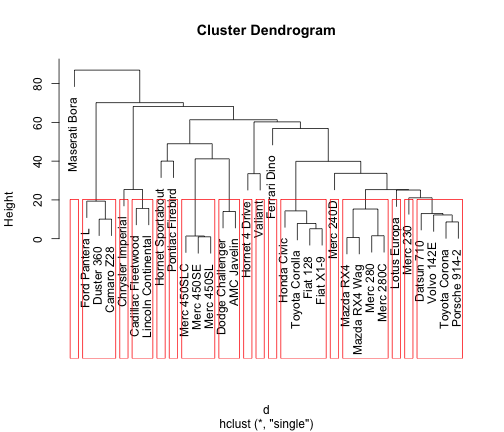 Cluster Dendrogram
Height
0
20
40
60
80
Maserati Bora
Ford Pantera L
Duster 360
Camaro Z28
Chrysler Imperial
Cadillac Fleetwood
Lincoln Continental
Hornet Sportabout
Pontiac Firebird
Merc 450SLC
Merc 450SE
Merc 450SL
Dodge Challenger
AMC Javelin
Hornet 4 Drive
Valiant
Ferrari Dino
Honda Civic
Toyota Corolla
Fiat 128
Fiat X1-9
Merc 240D
Mazda RX4
Mazda RX4 Wag
Merc 280
Merc 280C
Lotus Europa
Merc 230
Datsun 710
Volvo 142E
Toyota Corona
Porsche 914-2
d
hclust (*, "single")